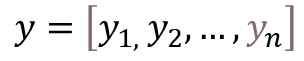 y = [y₁, y₂, … , yₙ]